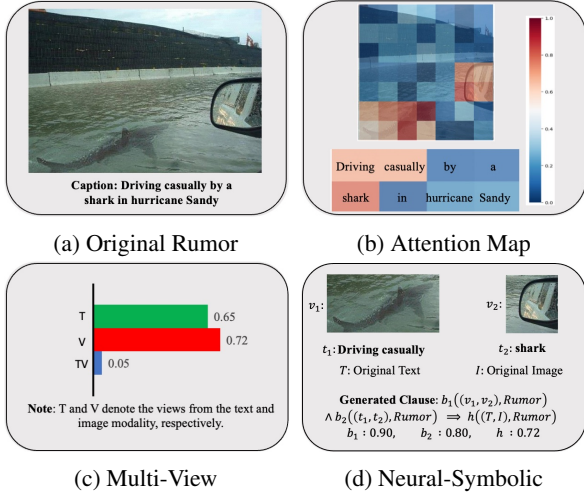 Caption: Driving casually by a
shark in hurricane Sandy
(a) Original Rumor
1.0
0.8
0.6
0.4
0.2
0.0
Driving casually by a
shark in hurricane Sandy
(b) Attention Map
T 0.65
V 0.72
TV 0.05
Note: T and V denote the views from the text and
image modality, respectively.
(c) Multi-View
v₁: v₂:
t₁: Driving casually t₂: shark
T: Original Text I: Original Image
Generated Clause: b₁((v₁, v₂), Rumor)
∧ b₂((t₁, t₂), Rumor) ⟹ h((T, I), Rumor)
b₁ : 0.90, b₂ : 0.80, h : 0.72
(d) Neural-Symbolic